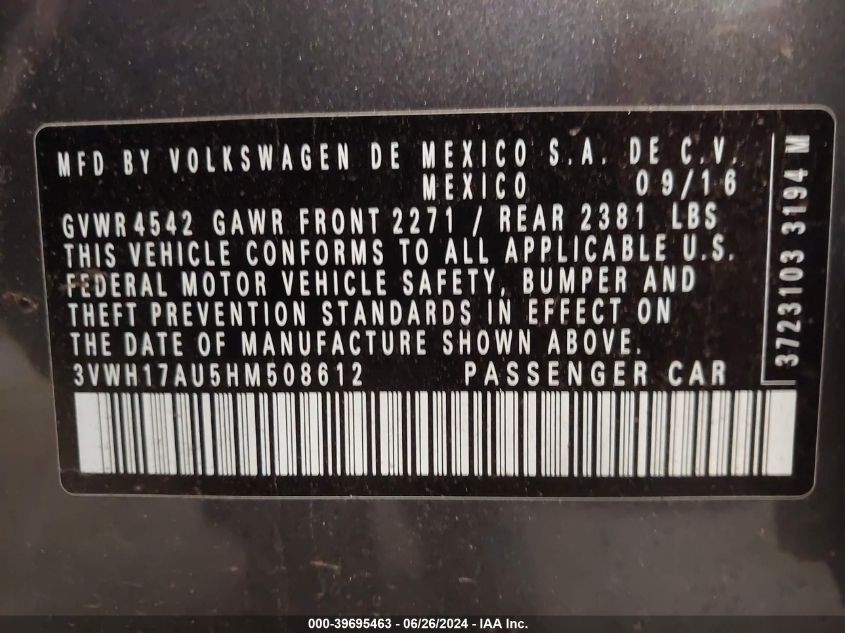 MFD BY VOLKSWAGEN DE MEXICO S.A. DE C.V.
MEXICO 09/16
GVWR 4542 GAWR FRONT 2271 / REAR 2381 LBS
THIS VEHICLE CONFORMS TO ALL APPLICABLE U.S.
FEDERAL MOTOR VEHICLE SAFETY, BUMPER AND
THEFT PREVENTION STANDARDS IN EFFECT ON
THE DATE OF MANUFACTURE SHOWN ABOVE.
3VWH17AU5HM508612 PASSENGER CAR
3723103 3194 M
000-39695463 - 06/26/2024 - IAA Inc.